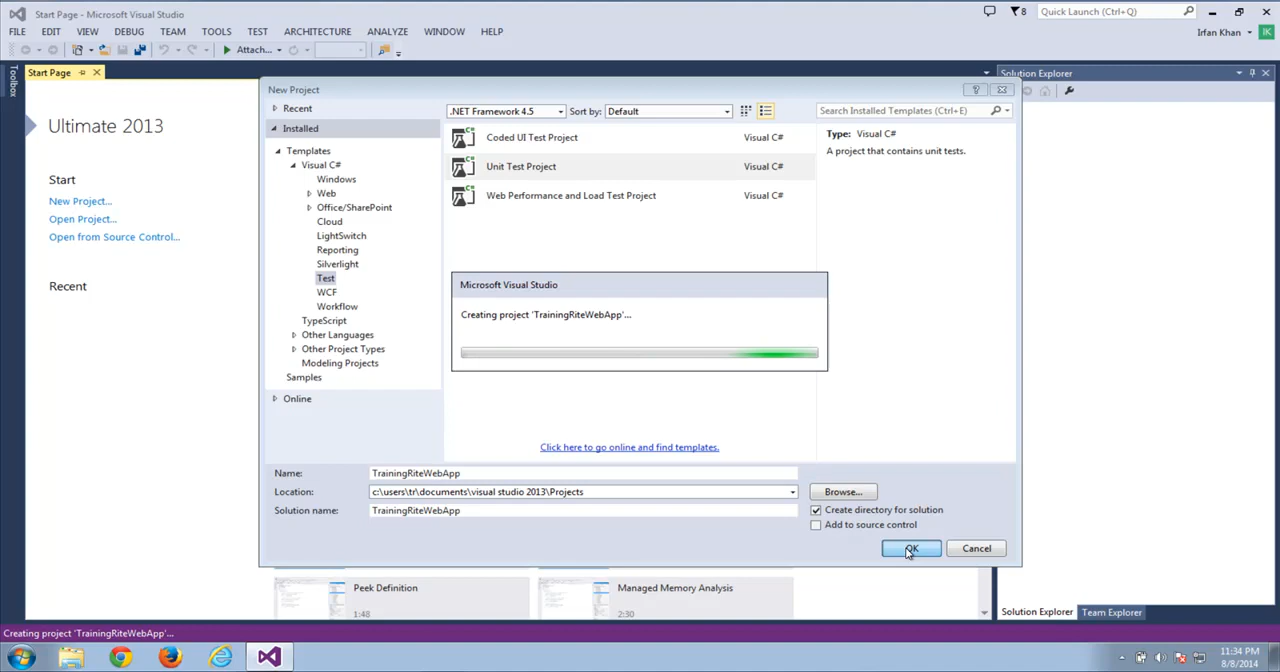 Start Page - Microsoft Visual Studio
8
Quick Launch (Ctrl+Q)
FILE EDIT VIEW DEBUG TEAM TOOLS TEST ARCHITECTURE ANALYZE WINDOW HELP
Irfan Khan IK
Attach...
Toolbox
Start Page
Solution Explorer
Ultimate 2013
Start
New Project...
Open Project...
Open from Source Control...
Recent
New Project
?
Recent
Installed
Templates
Visual C#
Windows
Web
Office/SharePoint
Cloud
LightSwitch
Reporting
Silverlight
Test
WCF
Workflow
TypeScript
Other Languages
Other Project Types
Modeling Projects
Samples
Online
.NET Framework 4.5 Sort by: Default
Search Installed Templates (Ctrl+E)
Coded UI Test Project Visual C#
Unit Test Project Visual C#
Web Performance and Load Test Project Visual C#
Type: Visual C#
A project that contains unit tests.
Microsoft Visual Studio
Creating project 'TrainingRiteWebApp'...
Click here to go online and find templates.
Name: TrainingRiteWebApp
Location: c:\users\tr\documents\visual studio 2013\Projects
Browse...
Solution name: TrainingRiteWebApp
Create directory for solution
Add to source control
OK
Cancel
Peek Definition
1:48
Managed Memory Analysis
2:30
Solution Explorer Team Explorer
Creating project 'TrainingRiteWebApp'...
11:34 PM
8/8/2014